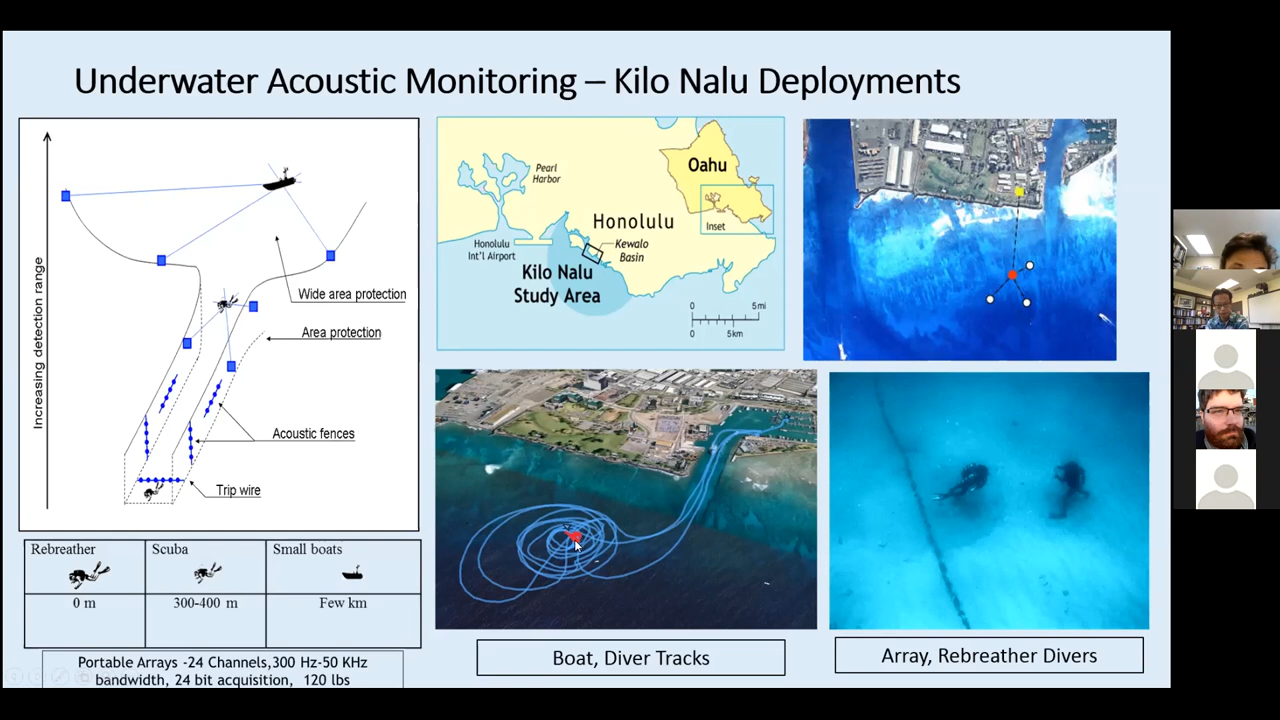 Underwater Acoustic Monitoring – Kilo Nalu Deployments
Increasing detection range
Wide area protection
Area protection
Acoustic fences
Trip wire
Rebreather
Scuba
Small boats
0 m
300-400 m
Few km
Portable Arrays -24 Channels,300 Hz-50 KHz
bandwidth, 24 bit acquisition, 120 lbs
Pearl
Harbor
Oahu
Inset
Honolulu
Honolulu
Int'l Airport
Kewalo
Basin
Kilo Nalu
Study Area
0 5mi
0 5km
Boat, Diver Tracks
Array, Rebreather Divers